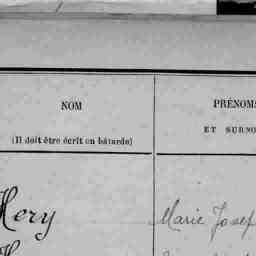 NOM
(Il doit être écrit en bâtarde)
PRÉNOMS
ET SURNO
Hery
Marie Josep